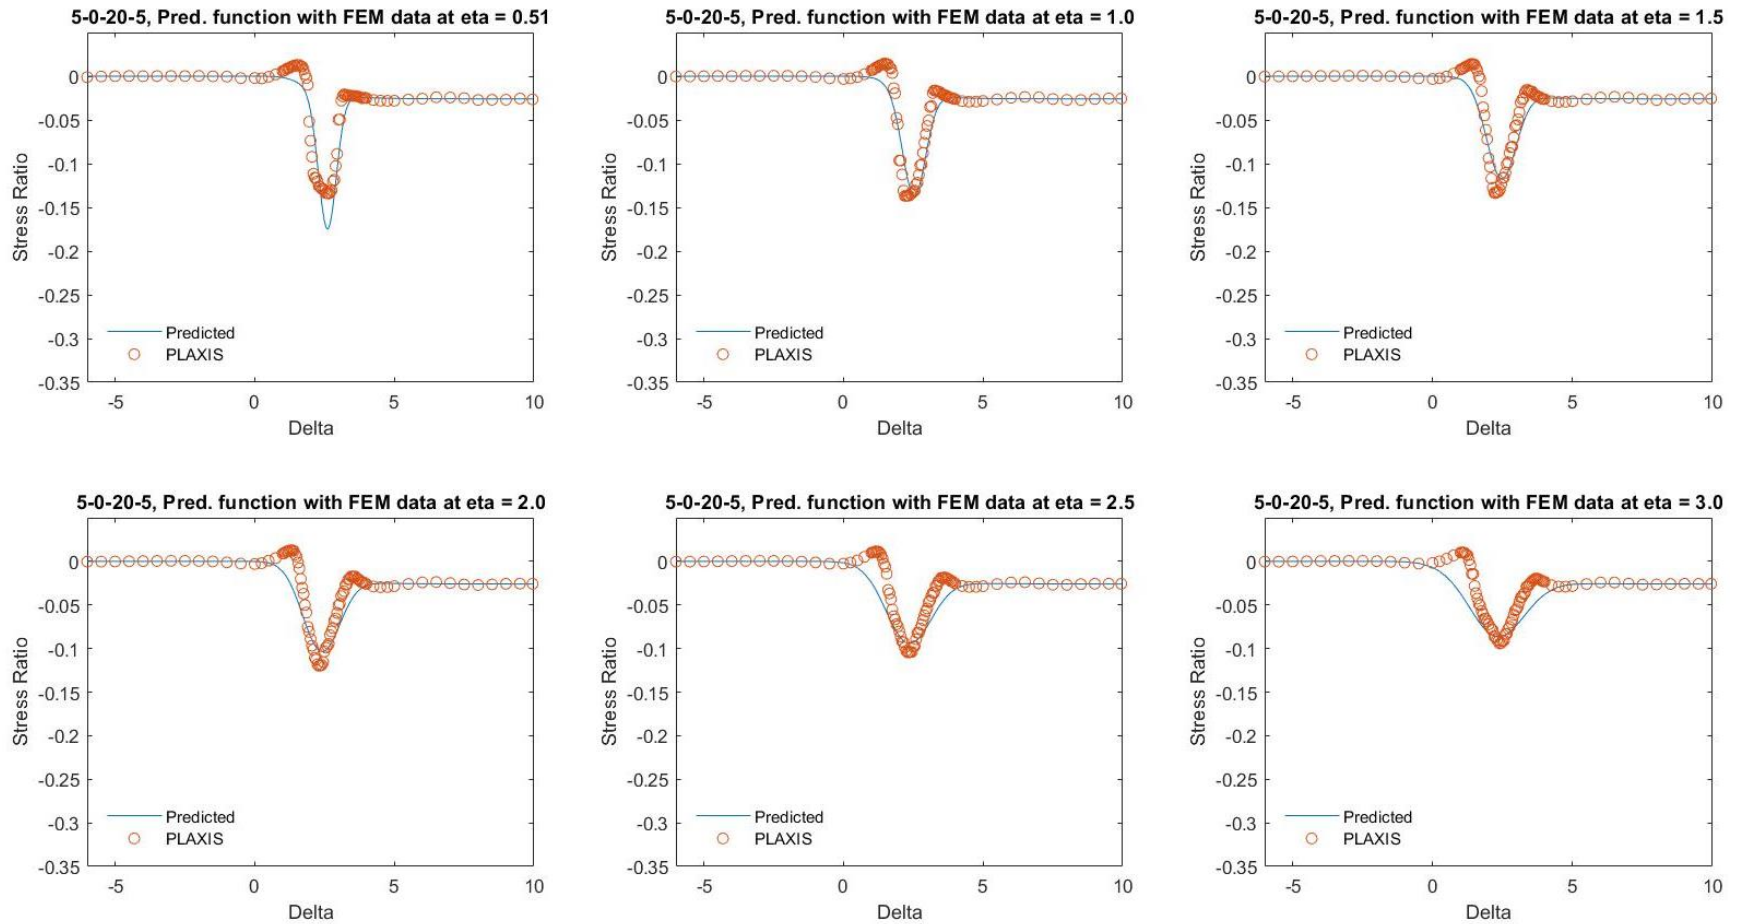 5-0-20-5, Pred. function with FEM data at eta = 0.51
0
-0.05
-0.1
-0.15
-0.2
-0.25
-0.3
-0.35
Stress Ratio
Predicted
PLAXIS
-5 0 5 10
Delta
5-0-20-5, Pred. function with FEM data at eta = 1.0
0
-0.05
-0.1
-0.15
-0.2
-0.25
-0.3
-0.35
Stress Ratio
Predicted
PLAXIS
-5 0 5 10
Delta
5-0-20-5, Pred. function with FEM data at eta = 1.5
0
-0.05
-0.1
-0.15
-0.2
-0.25
-0.3
-0.35
Stress Ratio
Predicted
PLAXIS
-5 0 5 10
Delta
5-0-20-5, Pred. function with FEM data at eta = 2.0
0
-0.05
-0.1
-0.15
-0.2
-0.25
-0.3
-0.35
Stress Ratio
Predicted
PLAXIS
-5 0 5 10
Delta
5-0-20-5, Pred. function with FEM data at eta = 2.5
0
-0.05
-0.1
-0.15
-0.2
-0.25
-0.3
-0.35
Stress Ratio
Predicted
PLAXIS
-5 0 5 10
Delta
5-0-20-5, Pred. function with FEM data at eta = 3.0
0
-0.05
-0.1
-0.15
-0.2
-0.25
-0.3
-0.35
Stress Ratio
Predicted
PLAXIS
-5 0 5 10
Delta